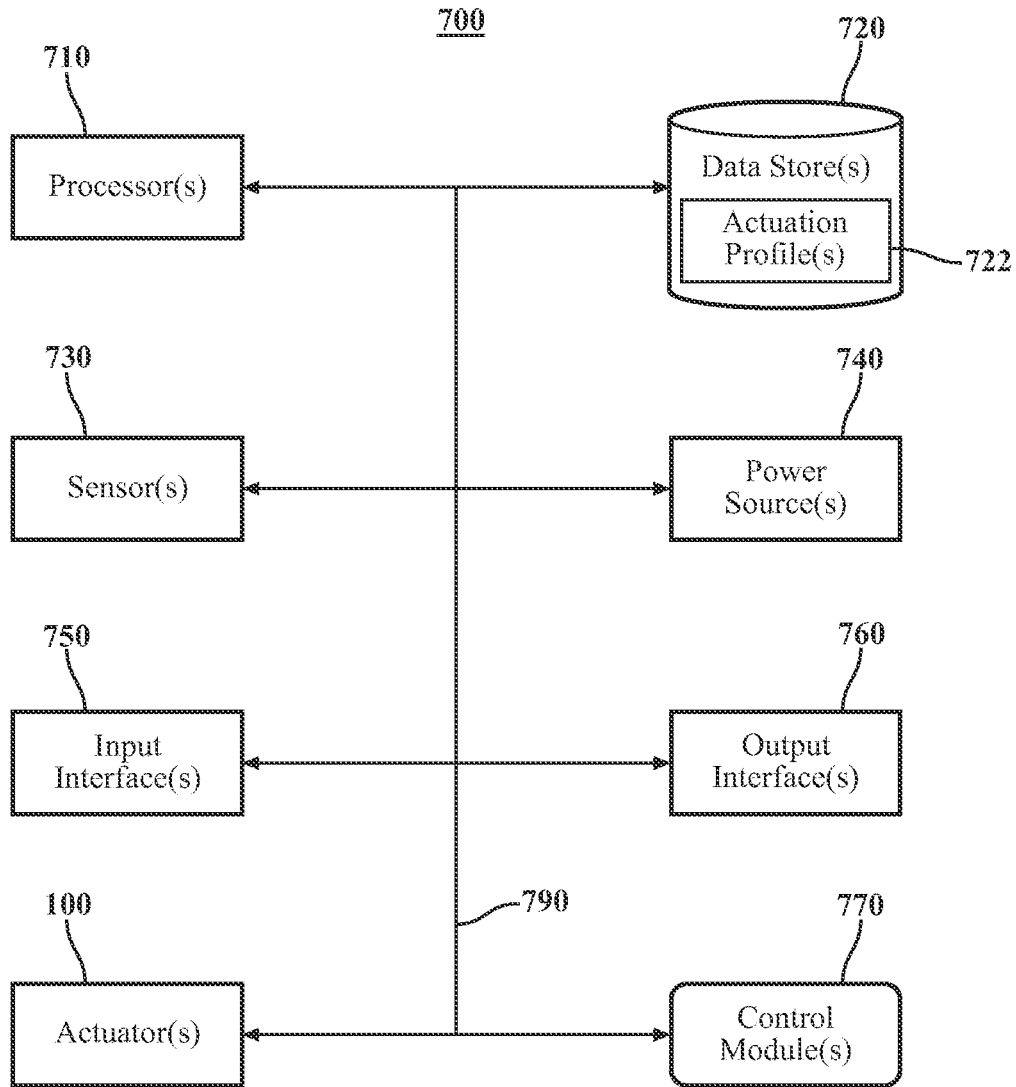 700
710
720
Processor(s)
Data Store(s)
Actuation
Profile(s)
722
730
740
Sensor(s)
Power
Source(s)
750
760
Input
Interface(s)
Output
Interface(s)
100
790
770
Actuator(s)
Control
Module(s)